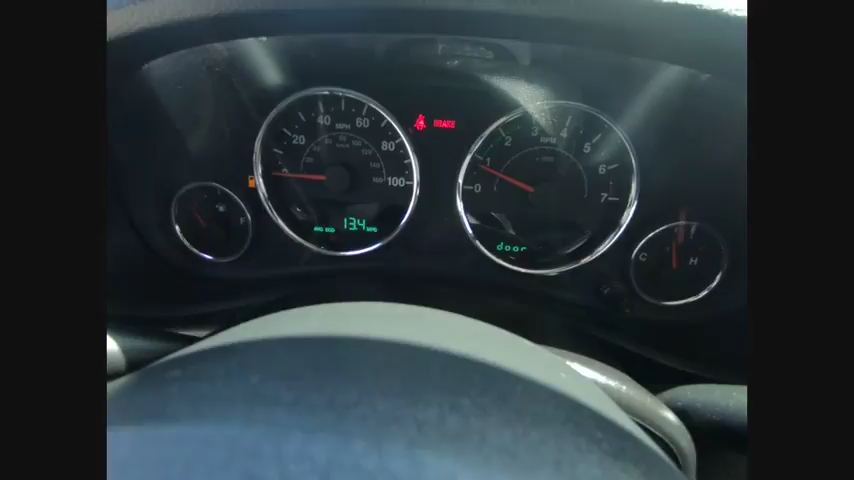 20 40 60 80 100
MPH
km/h
BRAKE
0 1 2 3 4 5 6 7
RPM
F
AVG ECO 13.4 MPG
door
C H